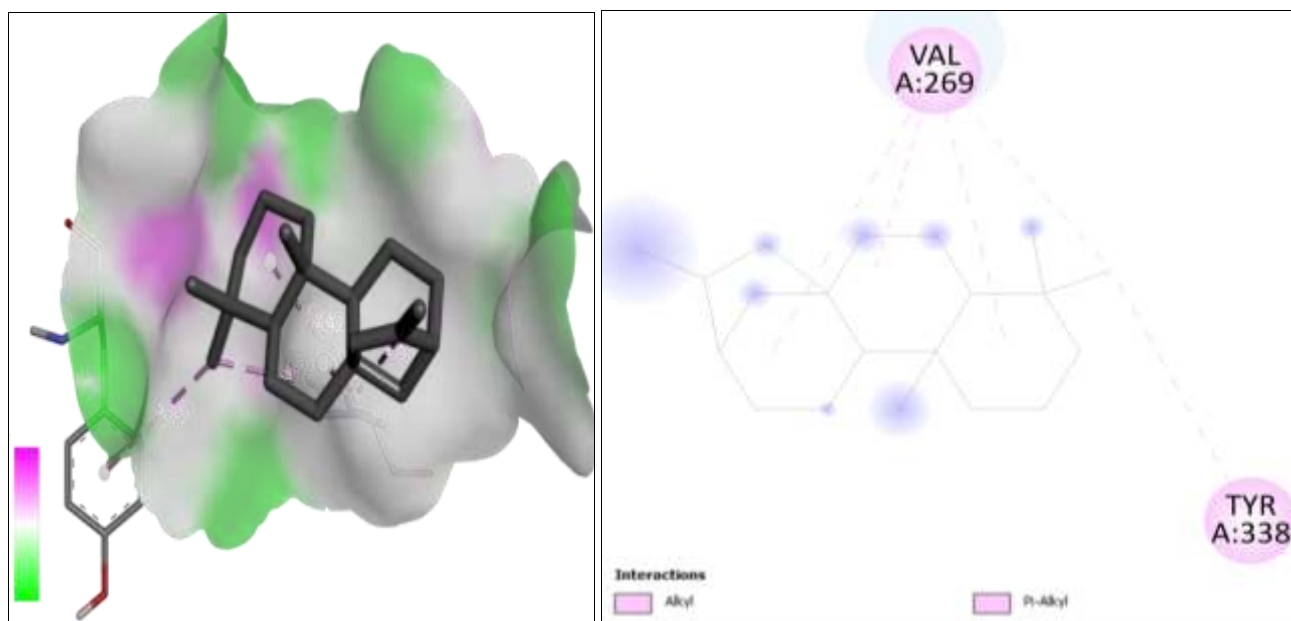 VAL
A:269
TYR
A:338
Interactions
Alkyl
Pi-Alkyl